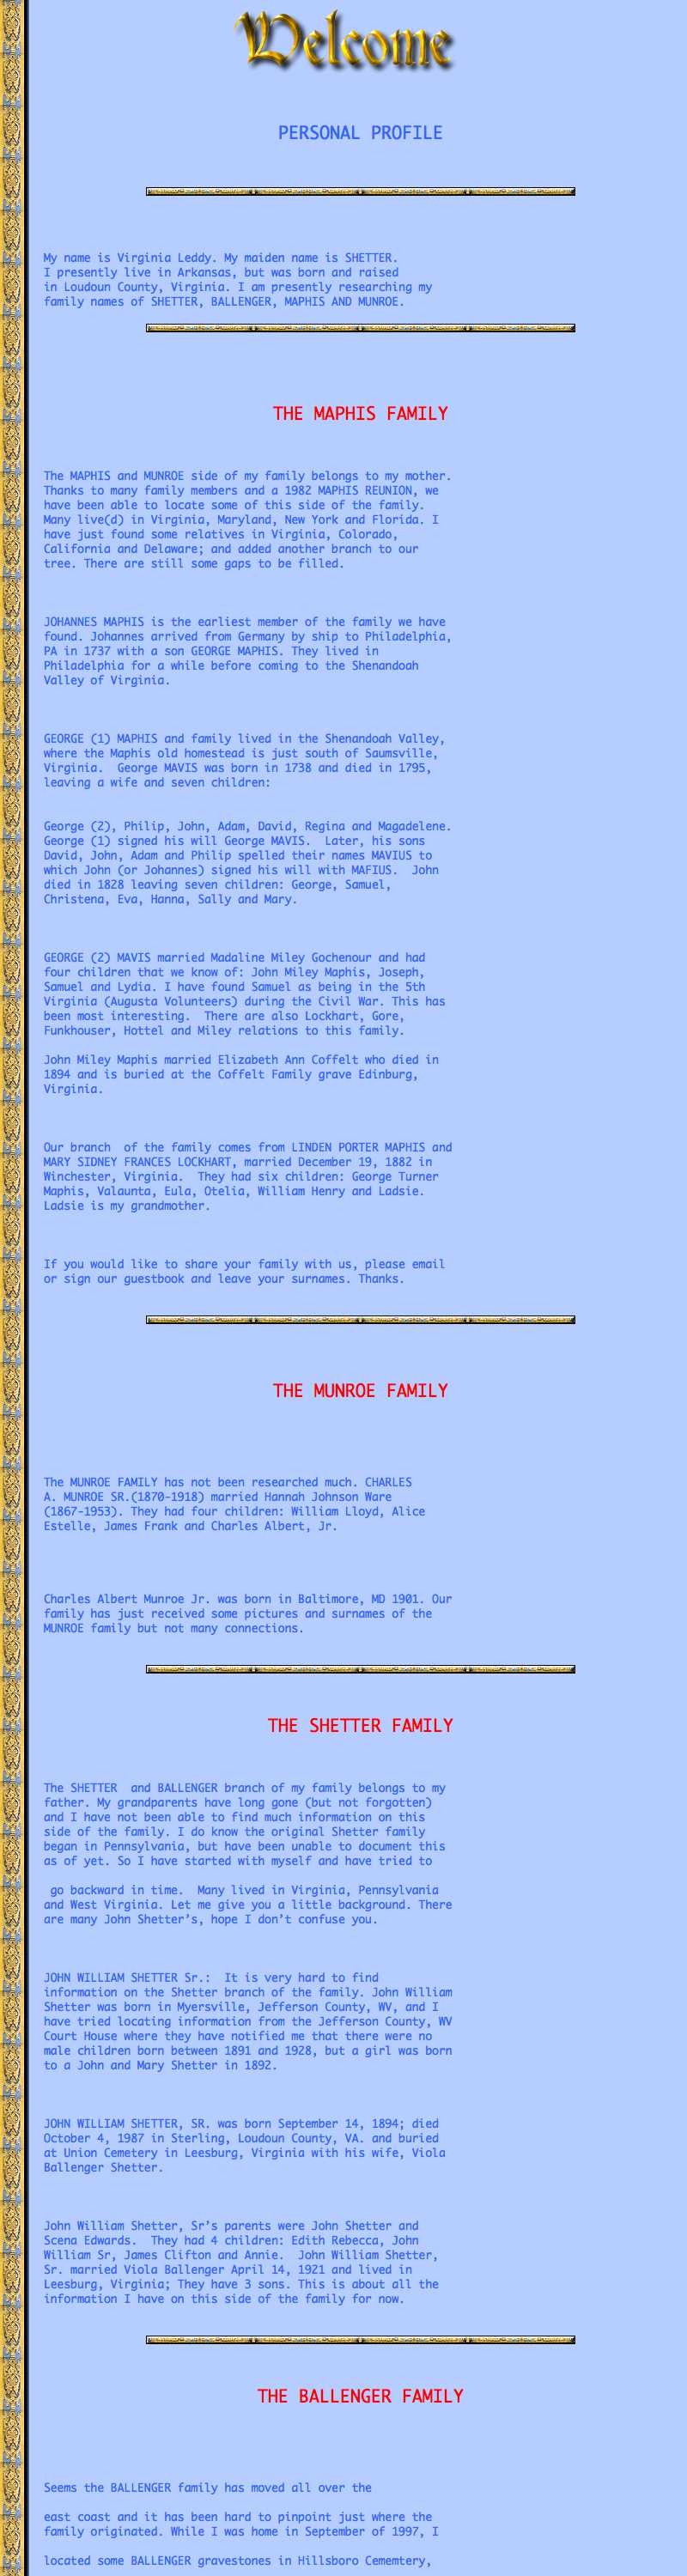 Welcome
PERSONAL PROFILE
My name is Virginia Leddy. My maiden name is SHETTER.
I presently live in Arkansas, but was born and raised
in Loudoun County, Virginia. I am presently researching my
family names of SHETTER, BALLENGER, MAPHIS AND MUNROE.
THE MAPHIS FAMILY
The MAPHIS and MUNROE side of my family belongs to my mother.
Thanks to many family members and a 1982 MAPHIS REUNION, we
have been able to locate some of this side of the family.
Many live(d) in Virginia, Maryland, New York and Florida. I
have just found some relatives in Virginia, Colorado,
California and Delaware; and added another branch to our
tree. There are still some gaps to be filled.
JOHANNES MAPHIS is the earliest member of the family we have
found. Johannes arrived from Germany by ship to Philadelphia,
PA in 1737 with a son GEORGE MAPHIS. They lived in
Philadelphia for a while before coming to the Shenandoah
Valley of Virginia.
GEORGE (1) MAPHIS and family lived in the Shenandoah Valley,
where the Maphis old homestead is just south of Saumsville,
Virginia.  George MAVIS was born in 1738 and died in 1795,
leaving a wife and seven children:
George (2), Philip, John, Adam, David, Regina and Magadelene.
George (1) signed his will George MAVIS.  Later, his sons
David, John, Adam and Philip spelled their names MAVIUS to
which John (or Johannes) signed his will with MAFIUS.  John
died in 1828 leaving seven children: George, Samuel,
Christena, Eva, Hanna, Sally and Mary.
GEORGE (2) MAVIS married Madaline Miley Gochenour and had
four children that we know of: John Miley Maphis, Joseph,
Samuel and Lydia. I have found Samuel as being in the 5th
Virginia (Augusta Volunteers) during the Civil War. This has
been most interesting.  There are also Lockhart, Gore,
Funkhouser, Hottel and Miley relations to this family.
John Miley Maphis married Elizabeth Ann Coffelt who died in
1894 and is buried at the Coffelt Family grave Edinburg,
Virginia.
Our branch  of the family comes from LINDEN PORTER MAPHIS and
MARY SIDNEY FRANCES LOCKHART, married December 19, 1882 in
Winchester, Virginia.  They had six children: George Turner
Maphis, Valaunta, Eula, Otelia, William Henry and Ladsie.
Ladsie is my grandmother.
If you would like to share your family with us, please email
or sign our guestbook and leave your surnames. Thanks.
THE MUNROE FAMILY
The MUNROE FAMILY has not been researched much. CHARLES
A. MUNROE SR.(1870-1918) married Hannah Johnson Ware
(1867-1953). They had four children: William Lloyd, Alice
Estelle, James Frank and Charles Albert, Jr.
Charles Albert Munroe Jr. was born in Baltimore, MD 1901. Our
family has just received some pictures and surnames of the
MUNROE family but not many connections.
THE SHETTER FAMILY
The SHETTER  and BALLENGER branch of my family belongs to my
father. My grandparents have long gone (but not forgotten)
and I have not been able to find much information on this
side of the family. I do know the original Shetter family
began in Pennsylvania, but have been unable to document this
as of yet. So I have started with myself and have tried to
go backward in time.  Many lived in Virginia, Pennsylvania
and West Virginia. Let me give you a little background. There
are many John Shetter's, hope I don't confuse you.
JOHN WILLIAM SHETTER Sr.:  It is very hard to find
information on the Shetter branch of the family. John William
Shetter was born in Myersville, Jefferson County, WV, and I
have tried locating information from the Jefferson County, WV
Court House where they have notified me that there were no
male children born between 1891 and 1928, but a girl was born
to a John and Mary Shetter in 1892.
JOHN WILLIAM SHETTER, SR. was born September 14, 1894; died
October 4, 1987 in Sterling, Loudoun County, VA. and buried
at Union Cemetery in Leesburg, Virginia with his wife, Viola
Ballenger Shetter.
John William Shetter, Sr's parents were John Shetter and
Scena Edwards.  They had 4 children: Edith Rebecca, John
William Sr, James Clifton and Annie.  John William Shetter,
Sr. married Viola Ballenger April 14, 1921 and lived in
Leesburg, Virginia; They have 3 sons. This is about all the
information I have on this side of the family for now.
THE BALLENGER FAMILY
Seems the BALLENGER family has moved all over the
east coast and it has been hard to pinpoint just where the
family originated. While I was home in September of 1997, I
located some BALLENGER gravestones in Hillsboro Cememtery,